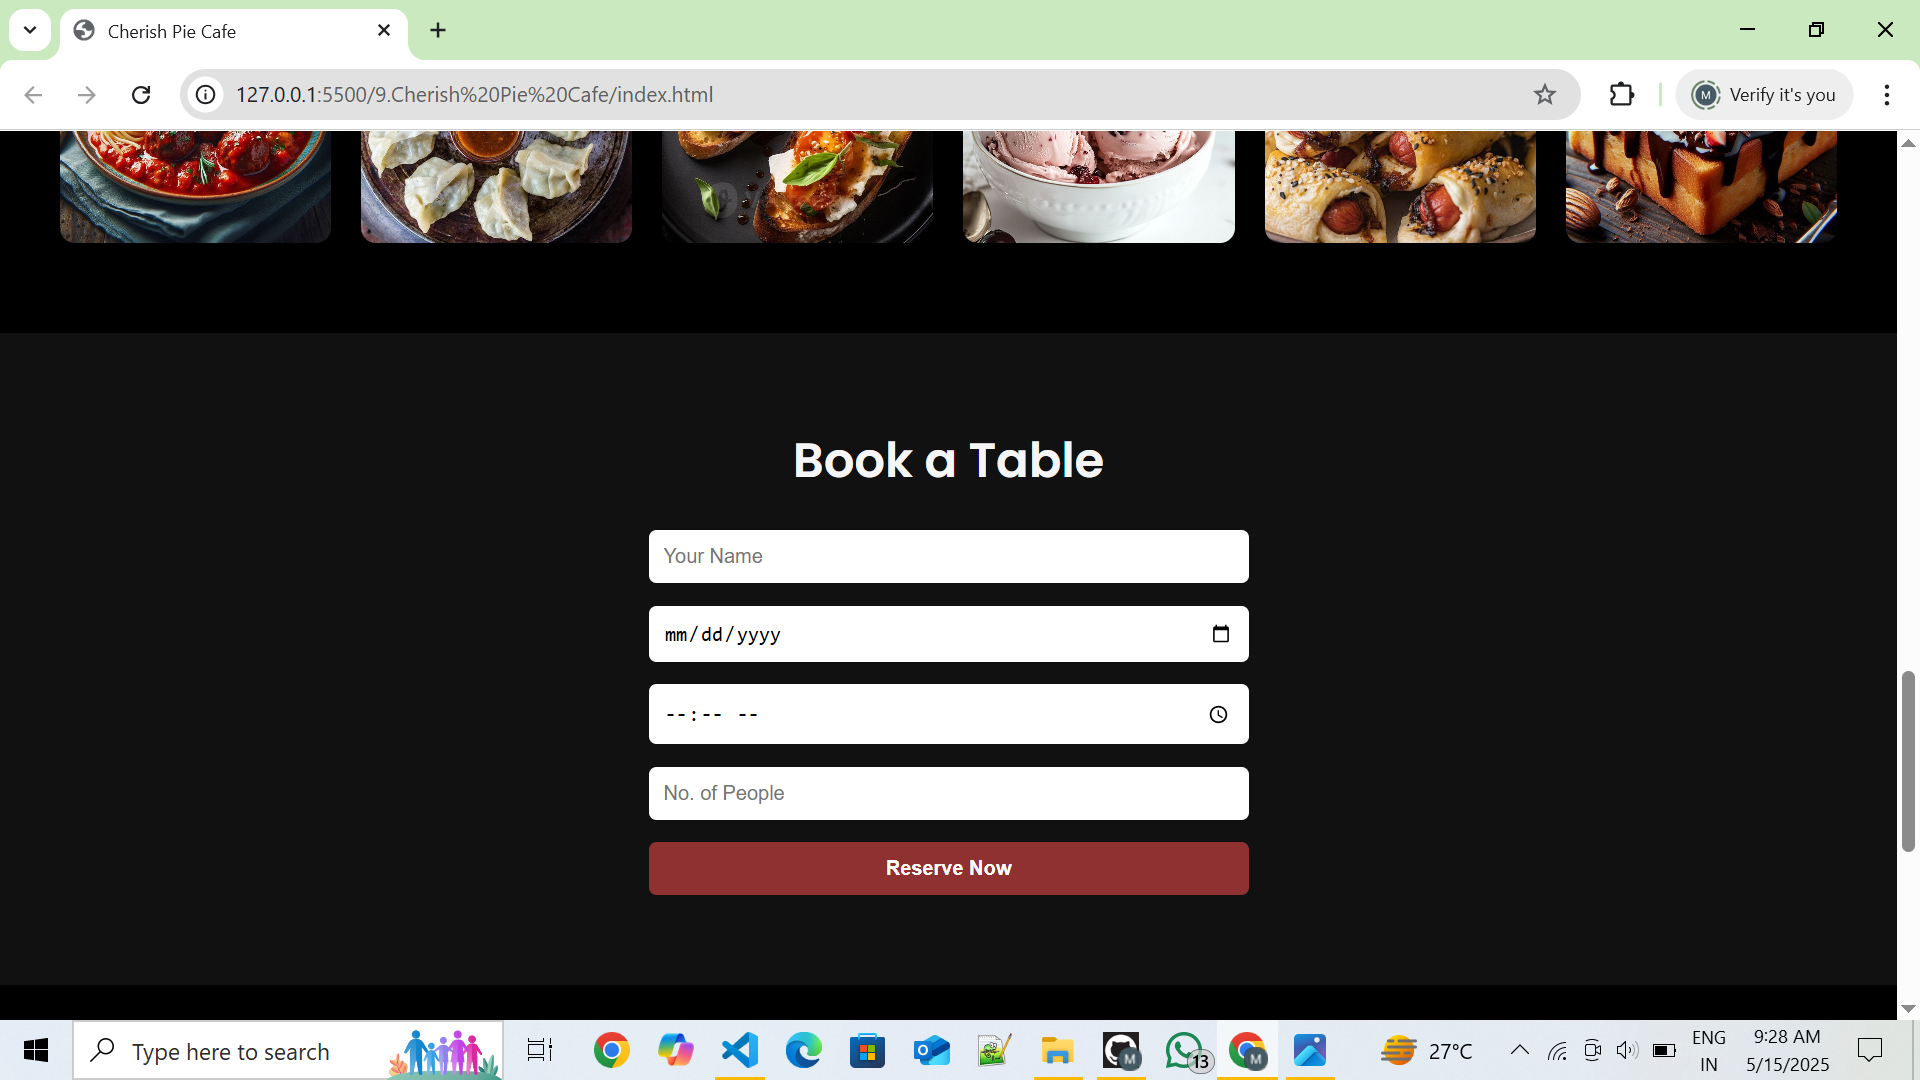 Cherish Pie Cafe
127.0.0.1:5500/9.Cherish%20Pie%20Cafe/index.html
Verify it's you
M
Book a Table
Your Name
mm/dd/yyyy
--:-- --
No. of People
Reserve Now
Type here to search
M
13
M
27°C
ENG
IN
9:28 AM
5/15/2025